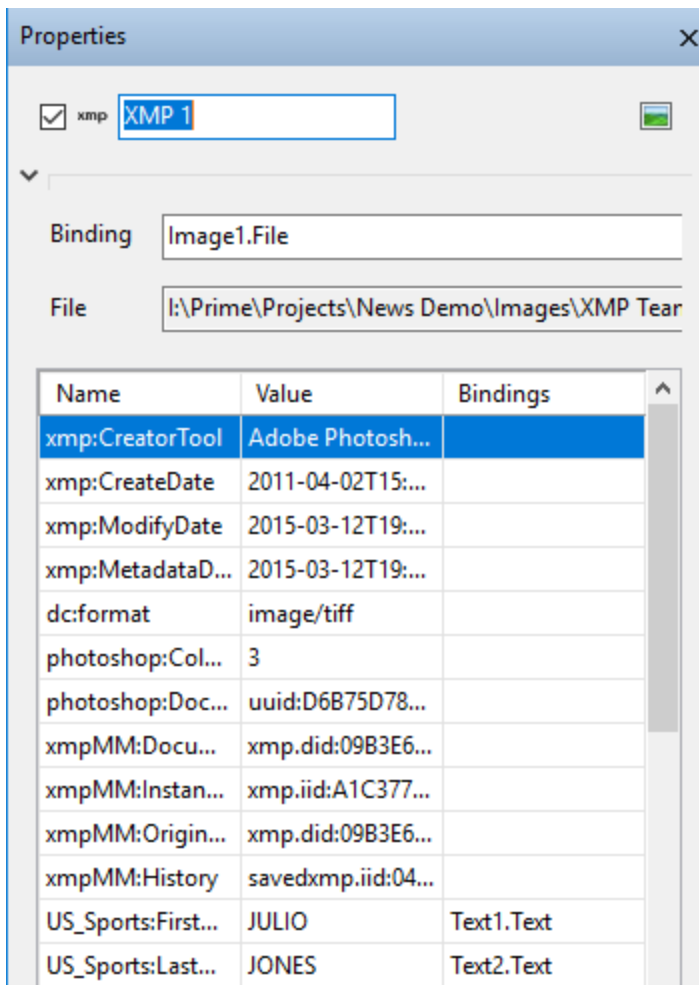 Properties
xmp XMP 1
Binding Image1.File
File I:\Prime\Projects\News Demo\Images\XMP Tear
Name Value Bindings
xmp:CreatorTool Adobe Photosh...
xmp:CreateDate 2011-04-02T15:...
xmp:ModifyDate 2015-03-12T19:...
xmp:MetadataD... 2015-03-12T19:...
dc:format image/tiff
photoshop:Col... 3
photoshop:Doc... uuid:D6B75D78...
xmpMM:Docu... xmp.did:09B3E6...
xmpMM:Instan... xmp.iid:A1C377...
xmpMM:Origin... xmp.did:09B3E6...
xmpMM:History savedxmp.iid:04...
US_Sports:First... JULIO Text1.Text
US_Sports:Last... JONES Text2.Text